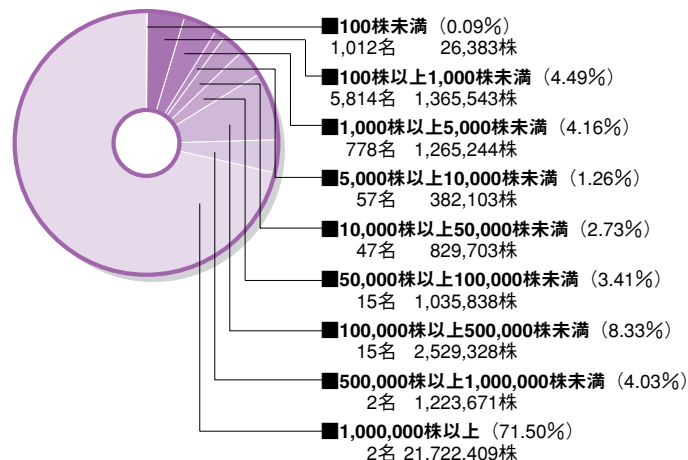 ■100株未満（0.09％）
1,012名 26,383株
■100株以上1,000株未満（4.49％）
5,814名 1,365,543株
■1,000株以上5,000株未満（4.16％）
778名 1,265,244株
■5,000株以上10,000株未満（1.26％）
57名 382,103株
■10,000株以上50,000株未満（2.73％）
47名 829,703株
■50,000株以上100,000株未満（3.41％）
15名 1,035,838株
■100,000株以上500,000株未満（8.33％）
15名 2,529,328株
■500,000株以上1,000,000株未満（4.03％）
2名 1,223,671株
■1,000,000株以上（71.50％）
2名 21,722,409株